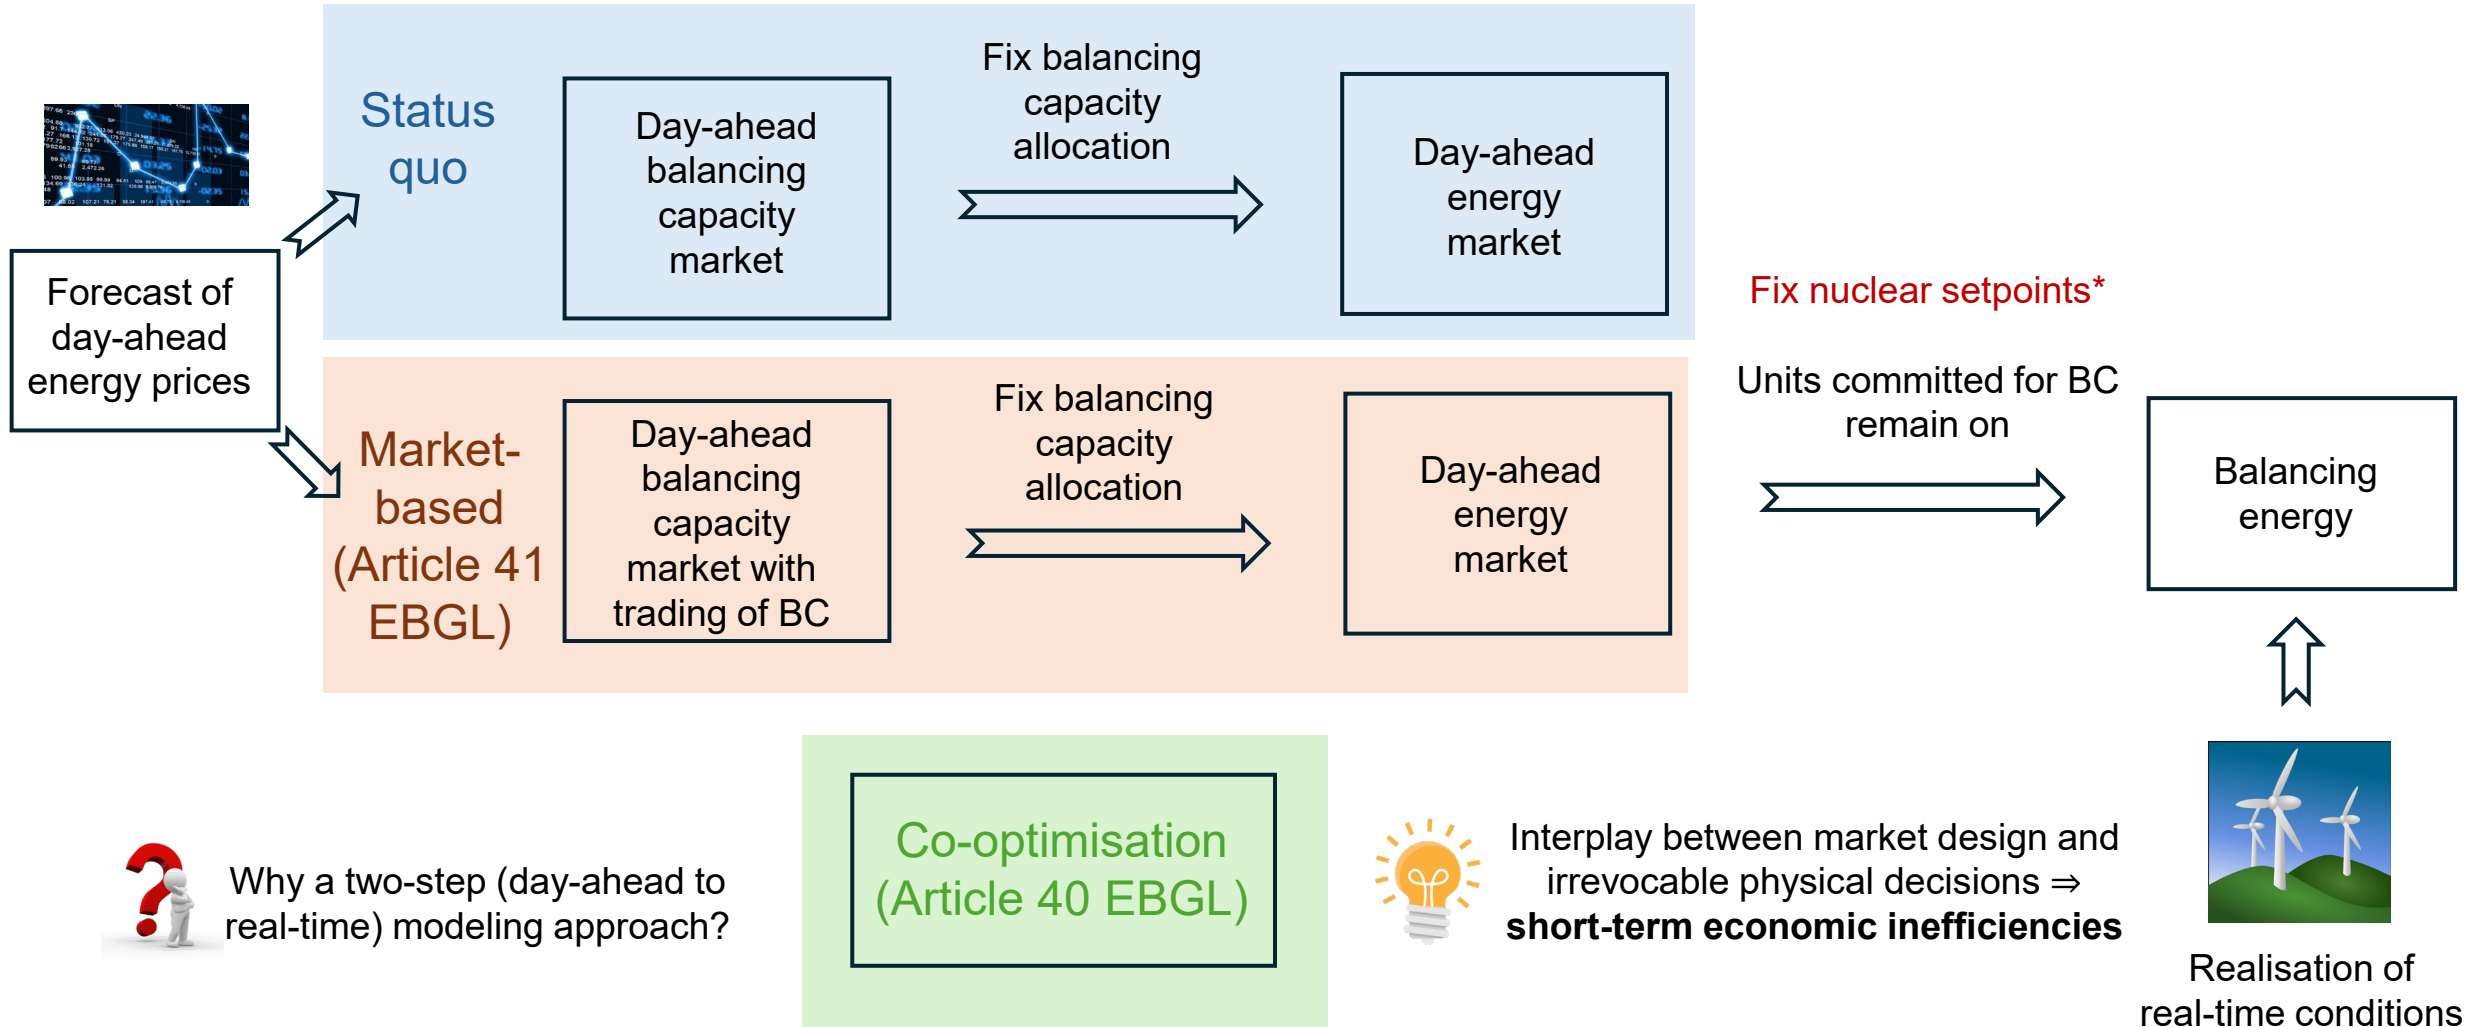 Status
quo
Day-ahead
balancing
capacity
market
Fix balancing
capacity
allocation
Day-ahead
energy
market
Forecast of
day-ahead
energy prices
Fix nuclear setpoints*
Market-
based
(Article 41
EBGL)
Day-ahead
balancing
capacity
market with
trading of BC
Fix balancing
capacity
allocation
Day-ahead
energy
market
Units committed for BC
remain on
Balancing
energy
Why a two-step (day-ahead to
real-time) modeling approach?
Co-optimisation
(Article 40 EBGL)
Interplay between market design and
irrevocable physical decisions ⇒
short-term economic inefficiencies
Realisation of
real-time conditions